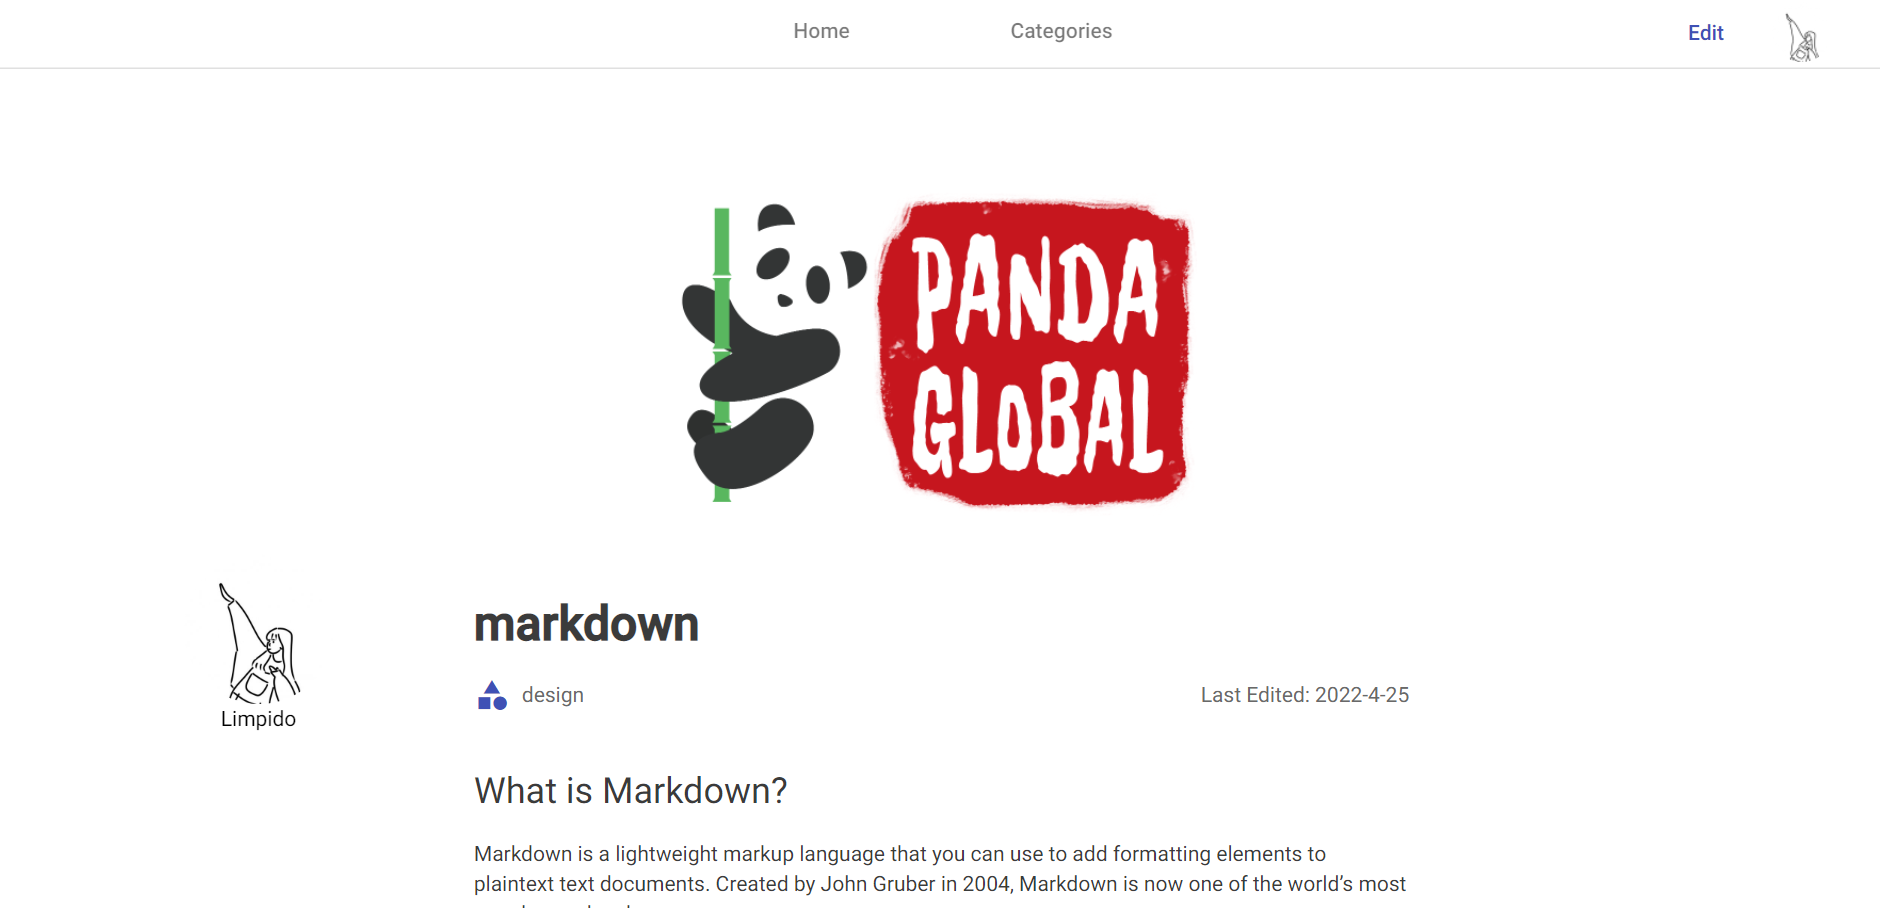 Home
Categories
Edit
PANDA
GLOBAL
Limpido
markdown
design
Last Edited: 2022-4-25
What is Markdown?
Markdown is a lightweight markup language that you can use to add formatting elements to
plaintext text documents. Created by John Gruber in 2004, Markdown is now one of the world’s most